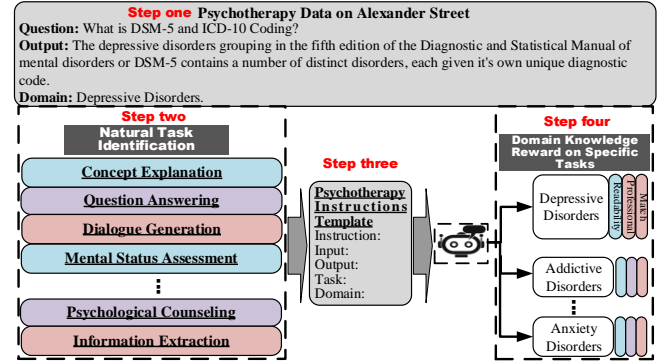 Step one Psychotherapy Data on Alexander Street
Question: What is DSM-5 and ICD-10 Coding?
Output: The depressive disorders grouping in the fifth edition of the Diagnostic and Statistical Manual of
mental disorders or DSM-5 contains a number of distinct disorders, each given it's own unique diagnostic
code.
Domain: Depressive Disorders.
Step two
Natural Task
Identification
Concept Explanation
Question Answering
Dialogue Generation
Mental Status Assessment
Psychological Counseling
Information Extraction
Step three
Psychotherapy
Instructions
Template
Instruction:
Input:
Output:
Task:
Domain:
Step four
Domain Knowledge
Reward on Specific
Tasks
Depressive
Disorders
Readability
Professional
Match
Addictive
Disorders
Anxiety
Disorders